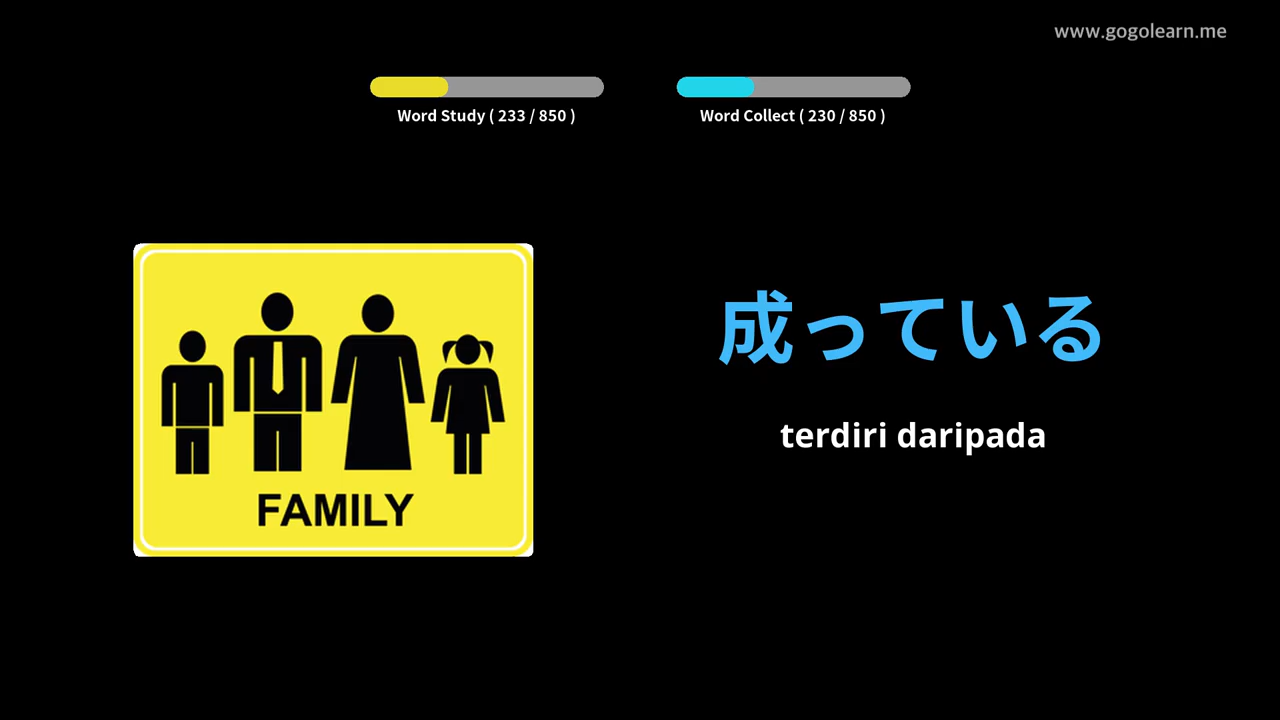 www.gogolearn.me
Word Study ( 233 / 850 )
Word Collect ( 230 / 850 )
FAMILY
成っている
terdiri daripada